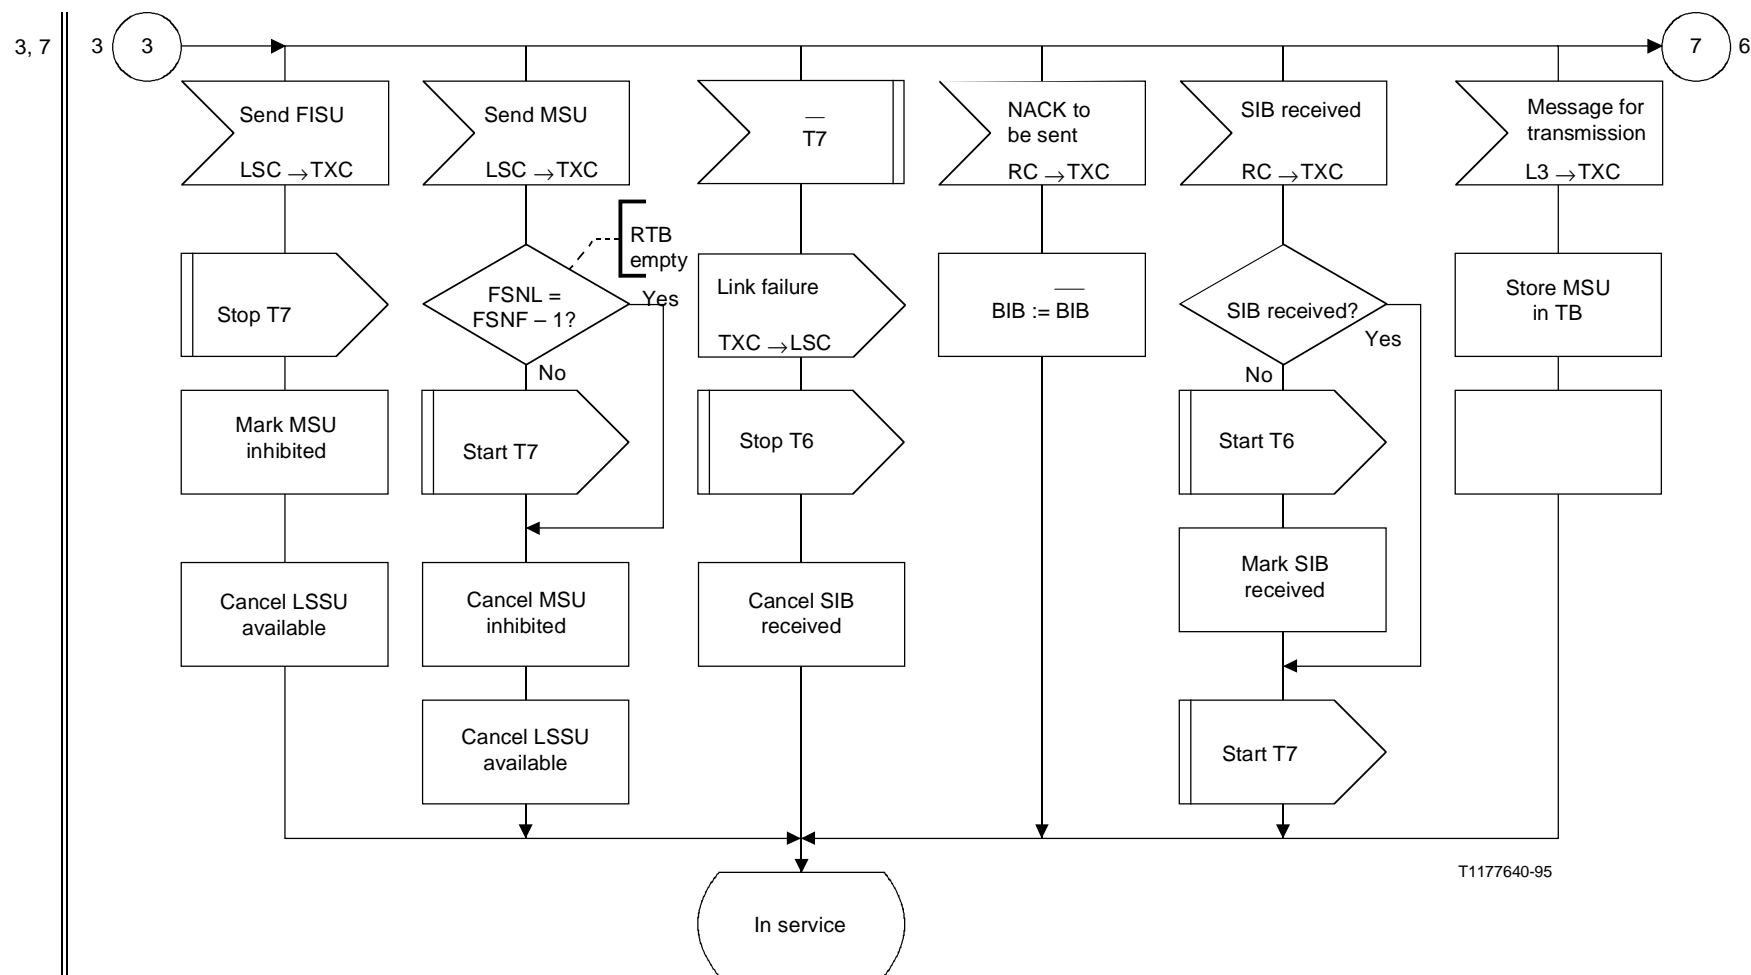 3, 7
3
3
7
6
Send FISU
LSC → TXC
Send MSU
LSC → TXC
T7
NACK to
be sent
RC → TXC
SIB received
RC → TXC
Message for
transmission
L3 → TXC
RTB
empty
Stop T7
FSNL =
FSNF – 1?
Yes
No
Link failure
TXC → LSC
BIB := B̅I̅B̅
SIB received?
Yes
No
Store MSU
in TB
Mark MSU
inhibited
Start T7
Stop T6
Start T6
Cancel LSSU
available
Cancel MSU
inhibited
Cancel SIB
received
Mark SIB
received
Cancel LSSU
available
Start T7
T1177640-95
In service